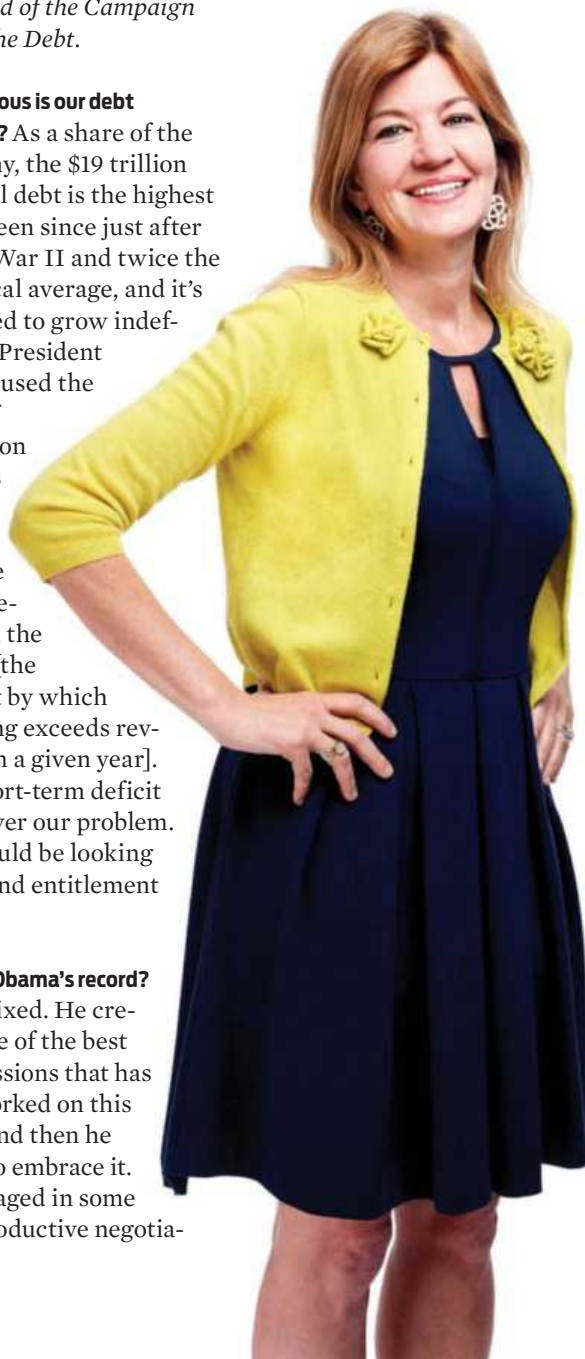 d of the Campaign
he Debt.
ous is our debt
? As a share of the
y, the $19 trillion
l debt is the highest
een since just after
War II and twice the
cal average, and it's
ed to grow indef-
President
used the
on
e-
the
[the
t by which
ng exceeds rev-
n a given year].
ort-term deficit
ver our problem.
uld be looking
nd entitlement
Obama's record?
ixed. He cre-
e of the best
ssions that has
orked on this
nd then he
o embrace it.
aged in some
oductive negotia-